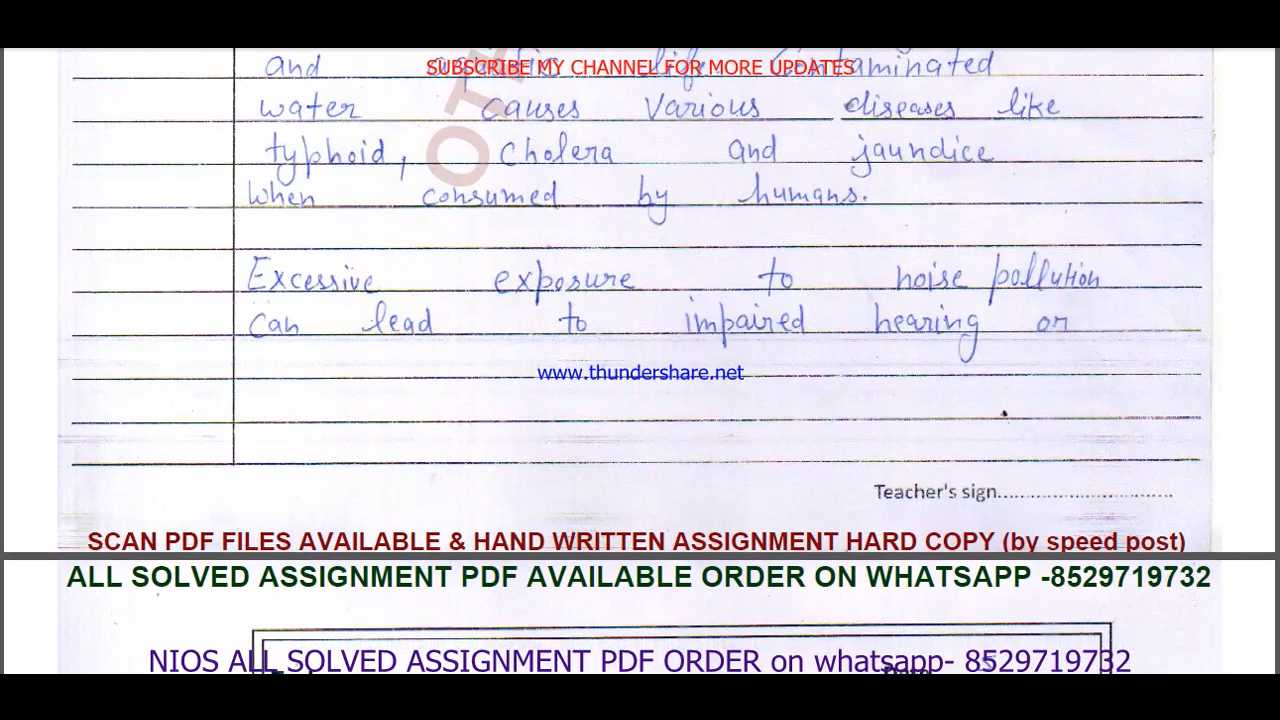 and aquatic life. Contaminated
SUBSCRIBE MY CHANNEL FOR MORE UPDATES
water causes various diseases like
typhoid, cholera and jaundice
when consumed by humans.
Excessive exposure to noise pollution
can lead to impaired hearing or
www.thundershare.net
Teacher's sign..............................
SCAN PDF FILES AVAILABLE & HAND WRITTEN ASSIGNMENT HARD COPY (by speed post)
ALL SOLVED ASSIGNMENT PDF AVAILABLE ORDER ON WHATSAPP -8529719732
NIOS ALL SOLVED ASSIGNMENT PDF ORDER on whatsapp- 8529719732